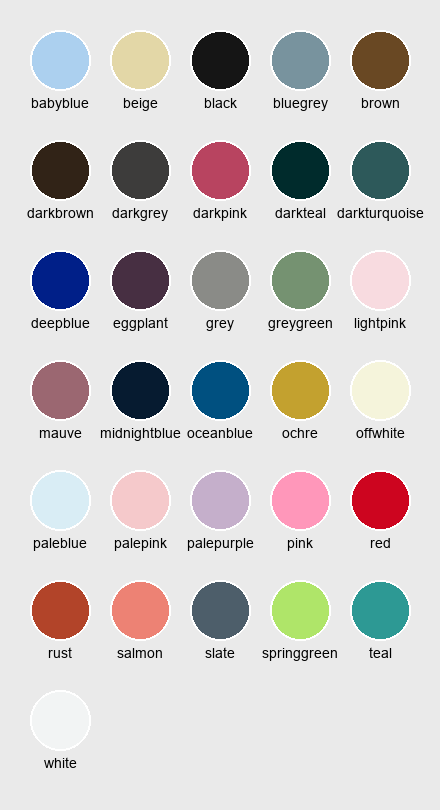 babyblue beige black bluegrey brown
darkbrown darkgrey darkpink darkteal darkturquoise
deepblue eggplant grey greygreen lightpink
mauve midnightblue oceanblue ochre offwhite
paleblue palepink palepurple pink red
rust salmon slate springgreen teal
white